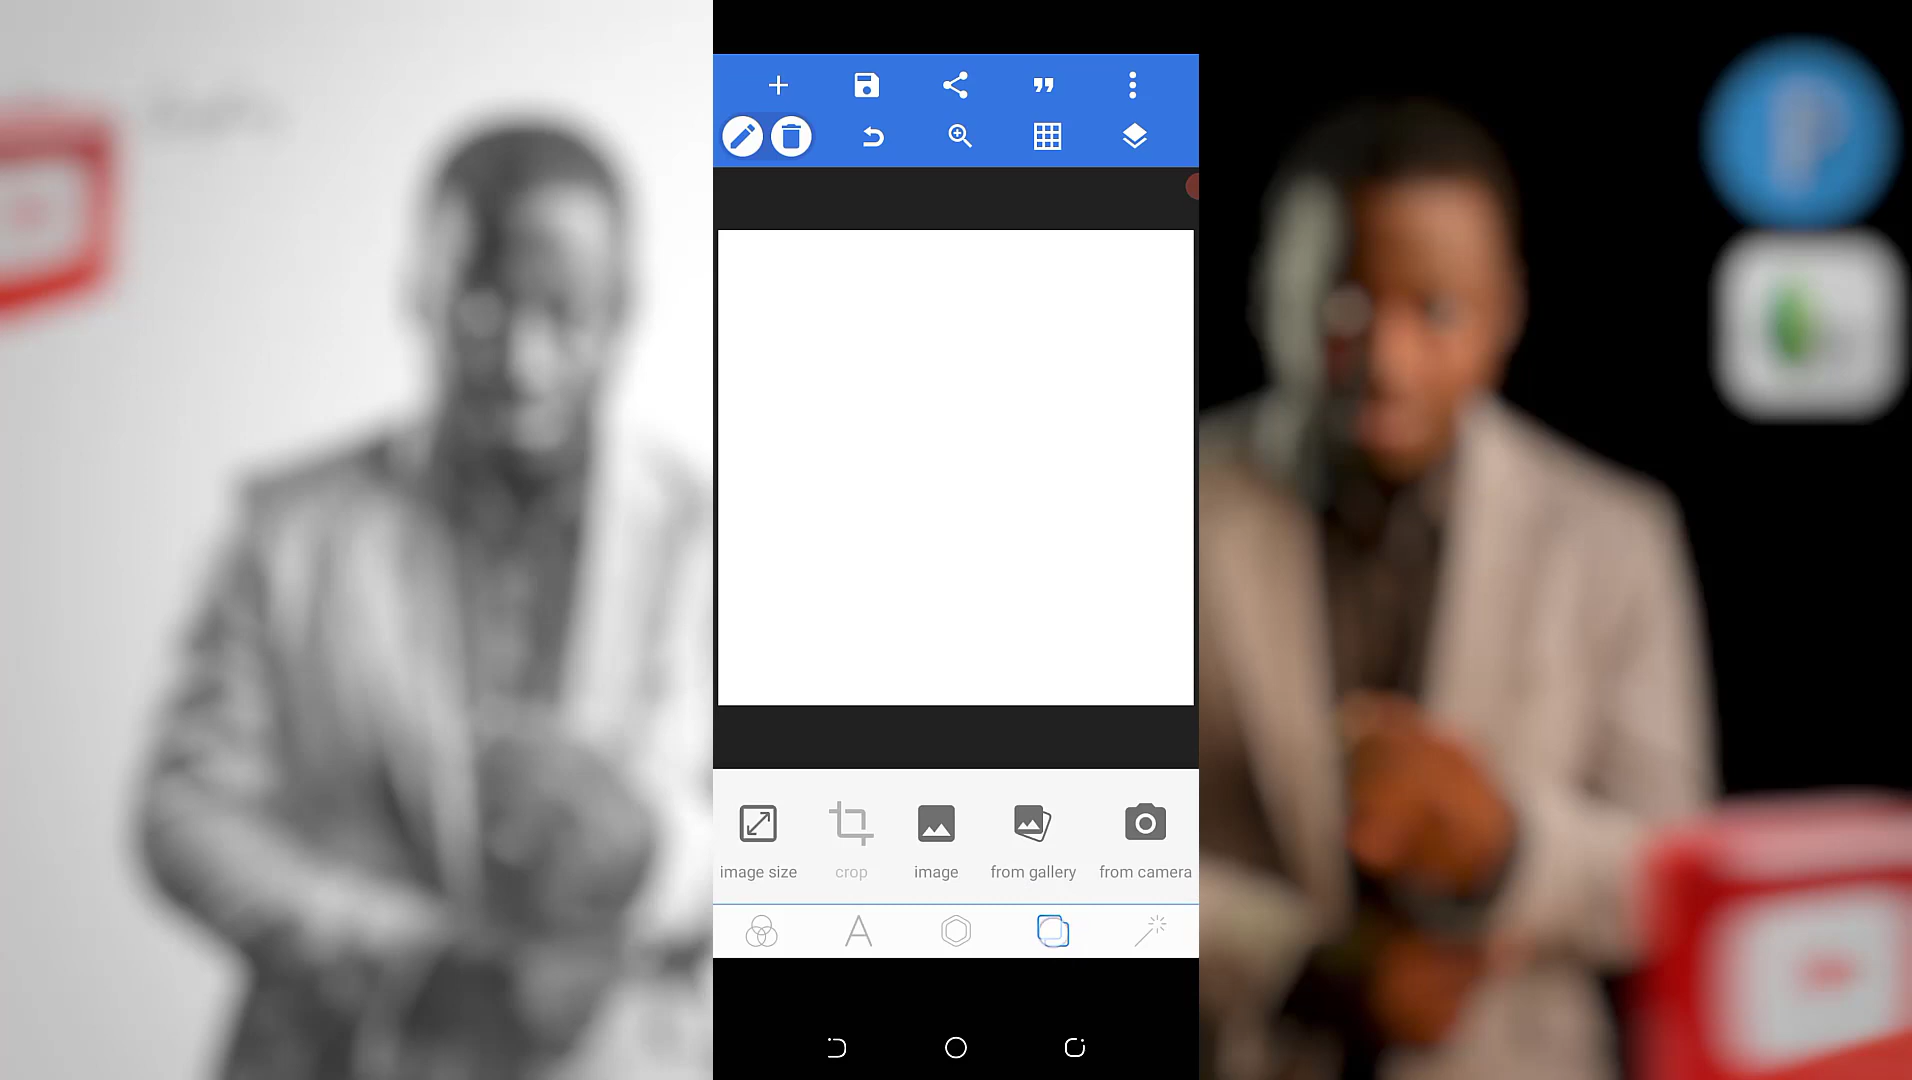 image size
crop
image
from gallery
from camera